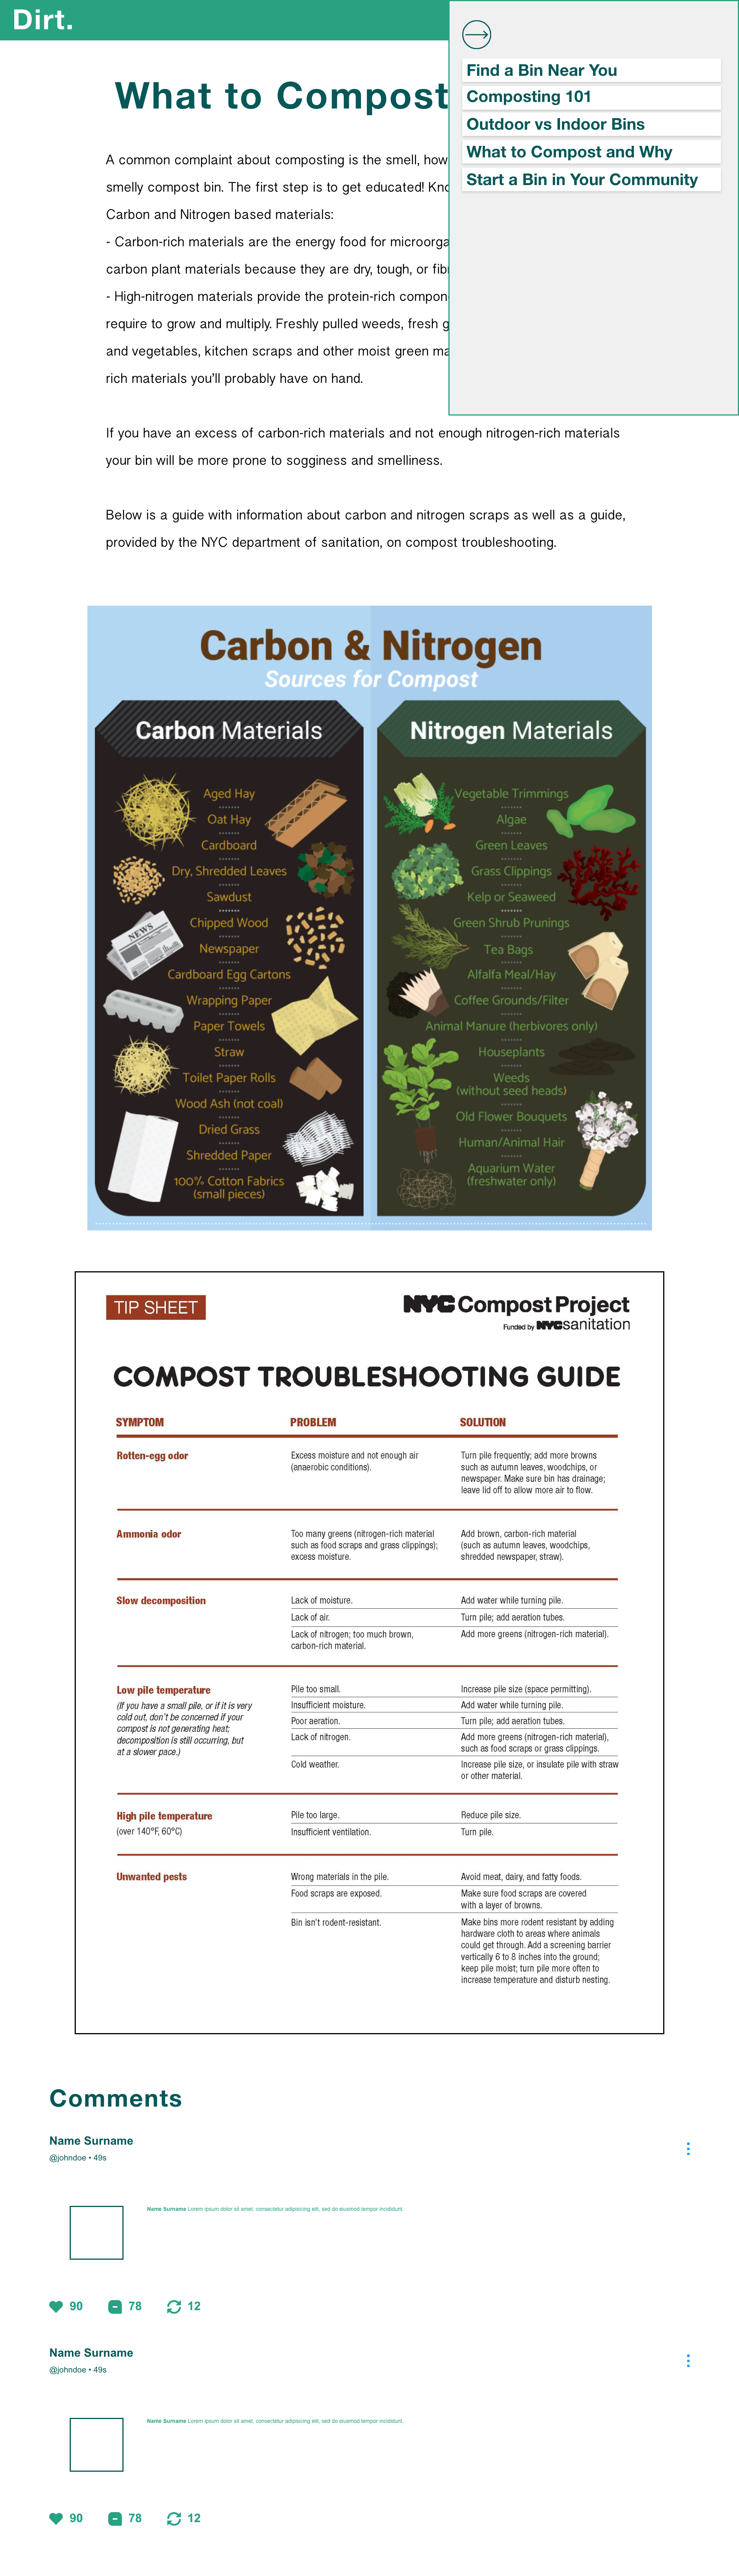 Dirt.
Find a Bin Near You
Composting 101
Outdoor vs Indoor Bins
What to Compost and Why
Start a Bin in Your Community
What to Compost
A common complaint about composting is the smell, how
smelly compost bin. The first step is to get educated! Kno
Carbon and Nitrogen based materials:
- Carbon-rich materials are the energy food for microorga
carbon plant materials because they are dry, tough, or fib
- High-nitrogen materials provide the protein-rich compon
require to grow and multiply. Freshly pulled weeds, fresh g
and vegetables, kitchen scraps and other moist green ma
rich materials you'll probably have on hand.
If you have an excess of carbon-rich materials and not enough nitrogen-rich materials
your bin will be more prone to sogginess and smelliness.
Below is a guide with information about carbon and nitrogen scraps as well as a guide,
provided by the NYC department of sanitation, on compost troubleshooting.
Carbon & Nitrogen
Sources for Compost
Carbon Materials
Aged Hay
Oat Hay
Cardboard
Dry, Shredded Leaves
Sawdust
Chipped Wood
NEWS
Newspaper
Cardboard Egg Cartons
Wrapping Paper
Paper Towels
Straw
Toilet Paper Rolls
Wood Ash (not coal)
Dried Grass
Shredded Paper
100% Cotton Fabrics
(small pieces)
Nitrogen Materials
Vegetable Trimmings
Algae
Green Leaves
Grass Clippings
Kelp or Seaweed
Green Shrub Prunings
Tea Bags
Alfalfa Meal/Hay
Coffee Grounds/Filter
Animal Manure (herbivores only)
Houseplants
Weeds
(without seed heads)
Old Flower Bouquets
Human/Animal Hair
Aquarium Water
(freshwater only)
TIP SHEET
NYC Compost Project
Funded by NYC sanitation
COMPOST TROUBLESHOOTING GUIDE
SYMPTOM PROBLEM SOLUTION
Rotten-egg odor
Excess moisture and not enough air
(anaerobic conditions).
Turn pile frequently; add more browns
such as autumn leaves, woodchips, or
newspaper. Make sure bin has drainage;
leave lid off to allow more air to flow.
Ammonia odor
Too many greens (nitrogen-rich material
such as food scraps and grass clippings);
excess moisture.
Add brown, carbon-rich material
(such as autumn leaves, woodchips,
shredded newspaper, straw).
Slow decomposition
Lack of moisture.
Add water while turning pile.
Lack of air.
Turn pile; add aeration tubes.
Lack of nitrogen; too much brown,
carbon-rich material.
Add more greens (nitrogen-rich material).
Low pile temperature
(If you have a small pile, or if it is very
cold out, don't be concerned if your
compost is not generating heat;
decomposition is still occurring, but
at a slower pace.)
Pile too small.
Increase pile size (space permitting).
Insufficient moisture.
Add water while turning pile.
Poor aeration.
Turn pile; add aeration tubes.
Lack of nitrogen.
Add more greens (nitrogen-rich material),
such as food scraps or grass clippings.
Cold weather.
Increase pile size, or insulate pile with straw
or other material.
High pile temperature
(over 140°F, 60°C)
Pile too large.
Reduce pile size.
Insufficient ventilation.
Turn pile.
Unwanted pests
Wrong materials in the pile.
Avoid meat, dairy, and fatty foods.
Food scraps are exposed.
Make sure food scraps are covered
with a layer of browns.
Bin isn't rodent-resistant.
Make bins more rodent resistant by adding
hardware cloth to areas where animals
could get through. Add a screening barrier
vertically 6 to 8 inches into the ground;
keep pile moist; turn pile more often to
increase temperature and disturb nesting.
Comments
Name Surname
@johndoe • 49s
Name Surname Lorem ipsum dolor sit amet, consectetur adipisicing elit, sed do eiusmod tempor incididunt.
90 78 12
Name Surname
@johndoe • 49s
Name Surname Lorem ipsum dolor sit amet, consectetur adipisicing elit, sed do eiusmod tempor incididunt.
90 78 12